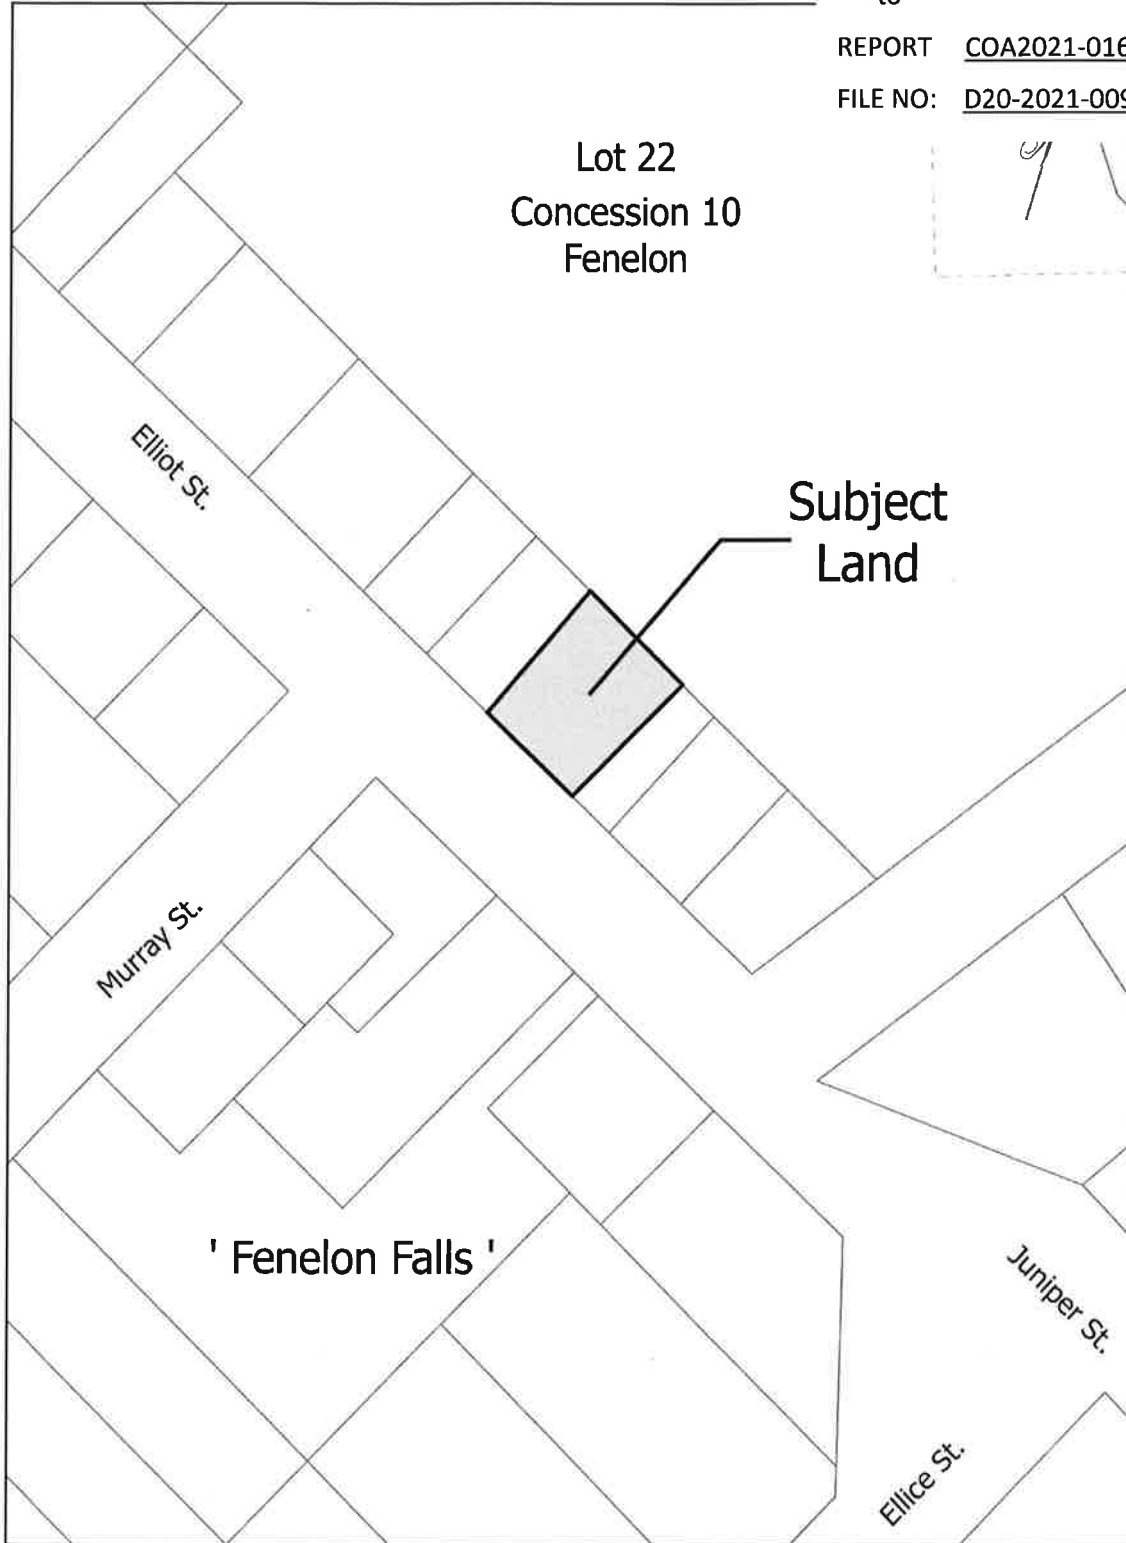 to
REPORT COA2021-016
FILE NO: D20-2021-009
Lot 22
Concession 10
Fenelon
Elliot St.
Subject
Land
Murray St.
' Fenelon Falls '
Juniper St.
Ellice St.